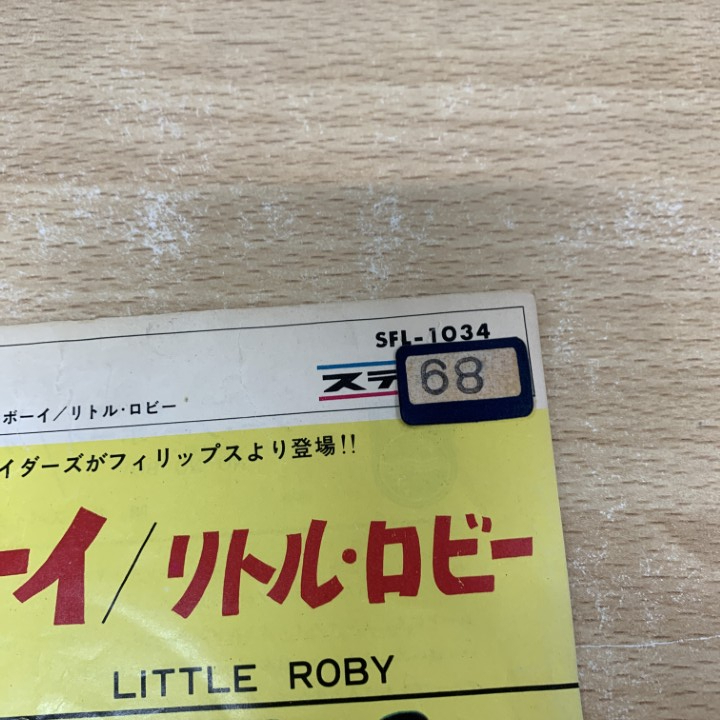 SFL-1034
ステ
68
ボーイ/リトル・ロビー
イダーズがフィリップスより登場!!
ーイ/リトル・ロビー
LiTTLE ROBY